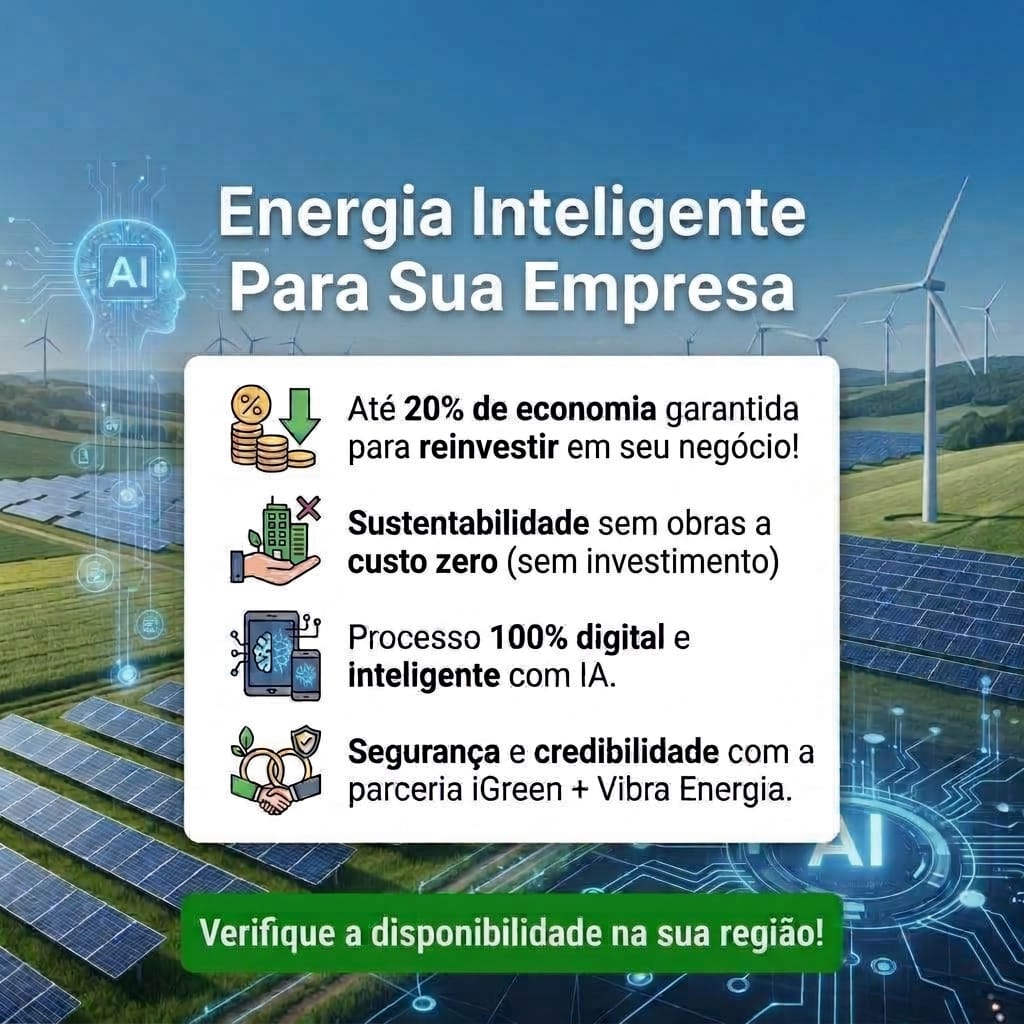 Energia Inteligente
Para Sua Empresa
AI
%
Até 20% de economia garantida
para reinvestir em seu negócio!
Sustentabilidade sem obras a
custo zero (sem investimento)
Processo 100% digital e
inteligente com IA.
Segurança e credibilidade com a
parceria iGreen + Vibra Energia.
AI
Verifique a disponibilidade na sua região!